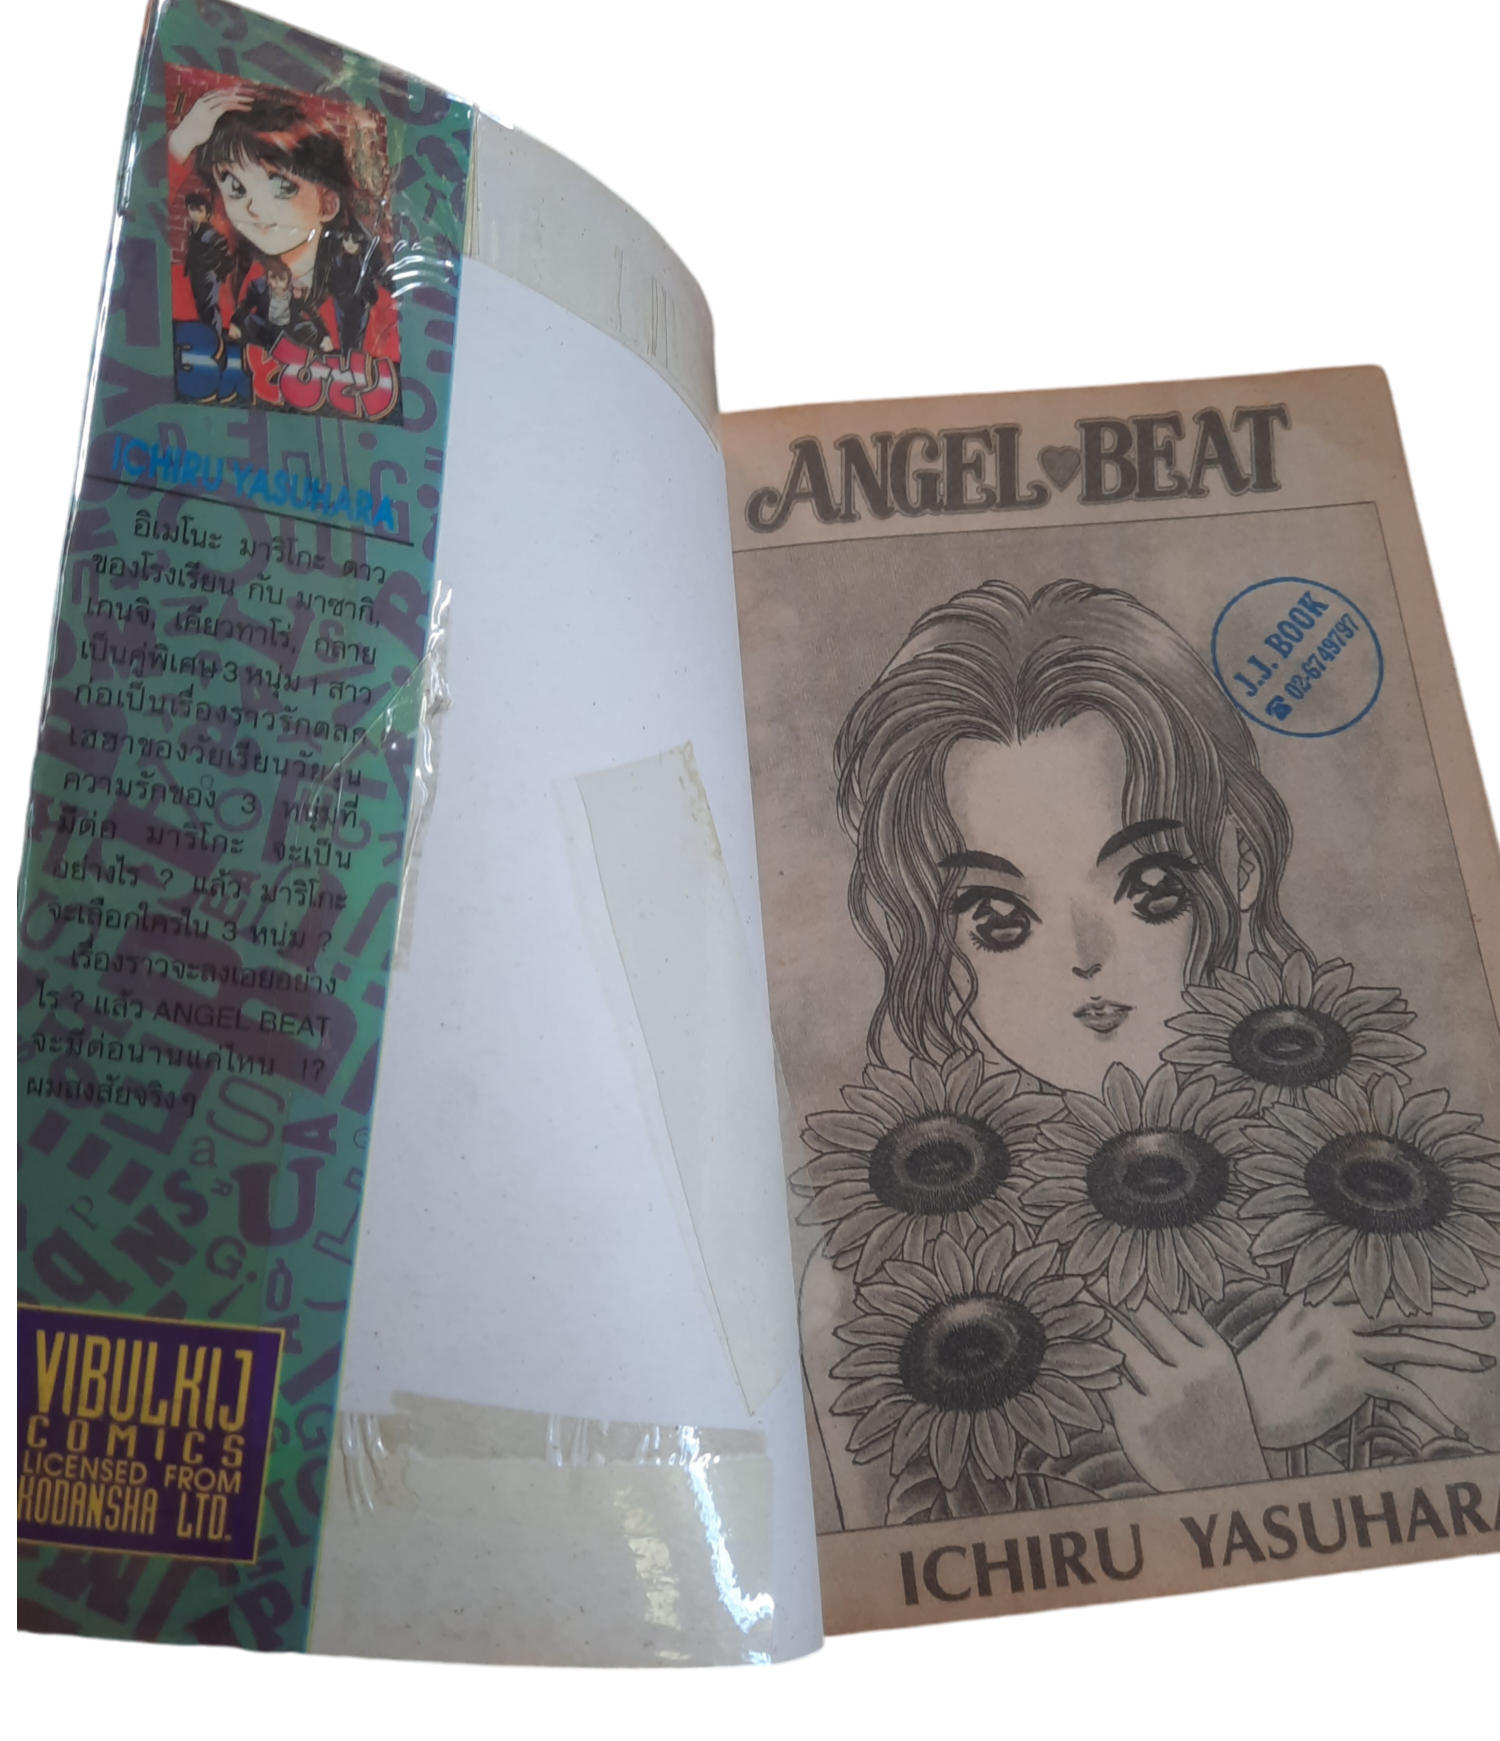 3หXประทุ
ICHIRU YASUHARA
อิเมโนะ มาริโกะ ดาว
ของโรงเรียน กับ มาซากิ,
เกนจิ, เคียวทาโร่, กลาย
เป็นคู่พิเศษ 3 หนุ่ม 1 สาว
ก่อเป็นเรื่องราวรักตลก
เฮฮาของวัยเรียนวัยรุ่น
ความรักของ 3 หนุ่มที่
มีต่อ มาริโกะ จะเป็น
อย่างไร ? แล้ว มาริโกะ
จะเลือกใครใน 3 หนุ่ม ?
เรื่องราวจะลงเอยอย่าง
ไร ? แล้ว ANGEL BEAT
จะมีต่อนานแค่ไหน !?
ผมสงสัยจริงๆ
VIBULKIJ
COMICS
LICENSED FROM
KODANSHA LTD.
ANGEL BEAT
J.J. BOOK
☎ 02-6749797
ICHIRU YASUHARA